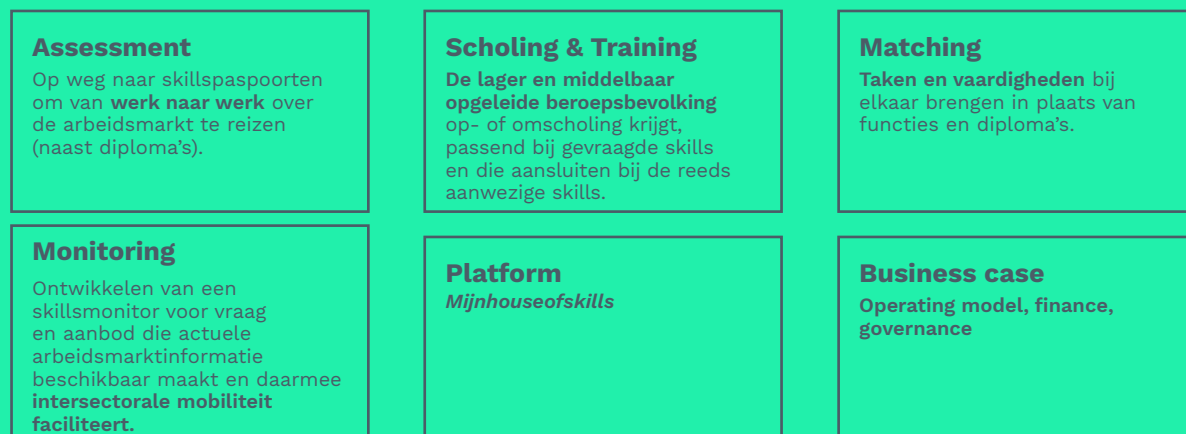 Assessment
Op weg naar skillspaspoorten
om van werk naar werk over
de arbeidsmarkt te reizen
(naast diploma's).
Scholing & Training
De lager en middelbaar
opgeleide beroepsbevolking
op- of omscholing krijgt,
passend bij gevraagde skills
en die aansluiten bij de reeds
aanwezige skills.
Matching
Taken en vaardigheden bij
elkaar brengen in plaats van
functies en diploma's.
Monitoring
Ontwikkelen van een
skillsmonitor voor vraag
en aanbod die actuele
arbeidsmarktinformatie
beschikbaar maakt en daarmee
intersectorale mobiliteit
faciliteert.
Platform
Mijnhouseofskills
Business case
Operating model, finance,
governance